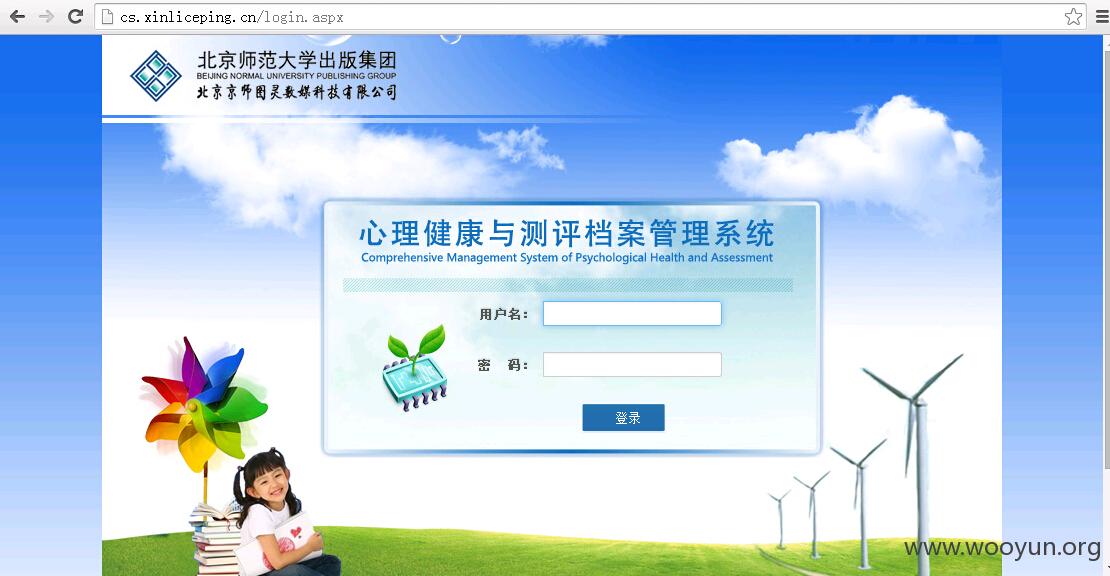 cs.xinliceping.cn/login.aspx
北京师范大学出版集团
BEIJING NORMAL UNIVERSITY PUBLISHING GROUP
北京京师图灵数媒科技有限公司
心理健康与测评档案管理系统
Comprehensive Management System of Psychological Health and Assessment
用户名：
密 码：
登录
www.wooyun.org